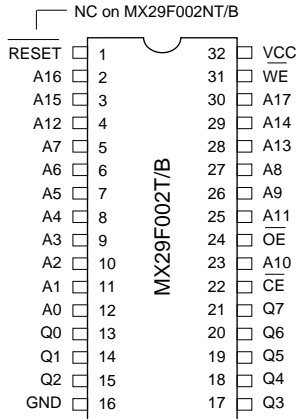 NC on MX29F002NT/B
RESET 1 32 VCC
A16 2 31 WE
A15 3 30 A17
A12 4 29 A14
A7 5 28 A13
A6 6 27 A8
A5 7 26 A9
A4 8 25 A11
A3 9 24 OE
A2 10 23 A10
A1 11 22 CE
A0 12 21 Q7
Q0 13 20 Q6
Q1 14 19 Q5
Q2 15 18 Q4
GND 16 17 Q3
MX29F002T/B